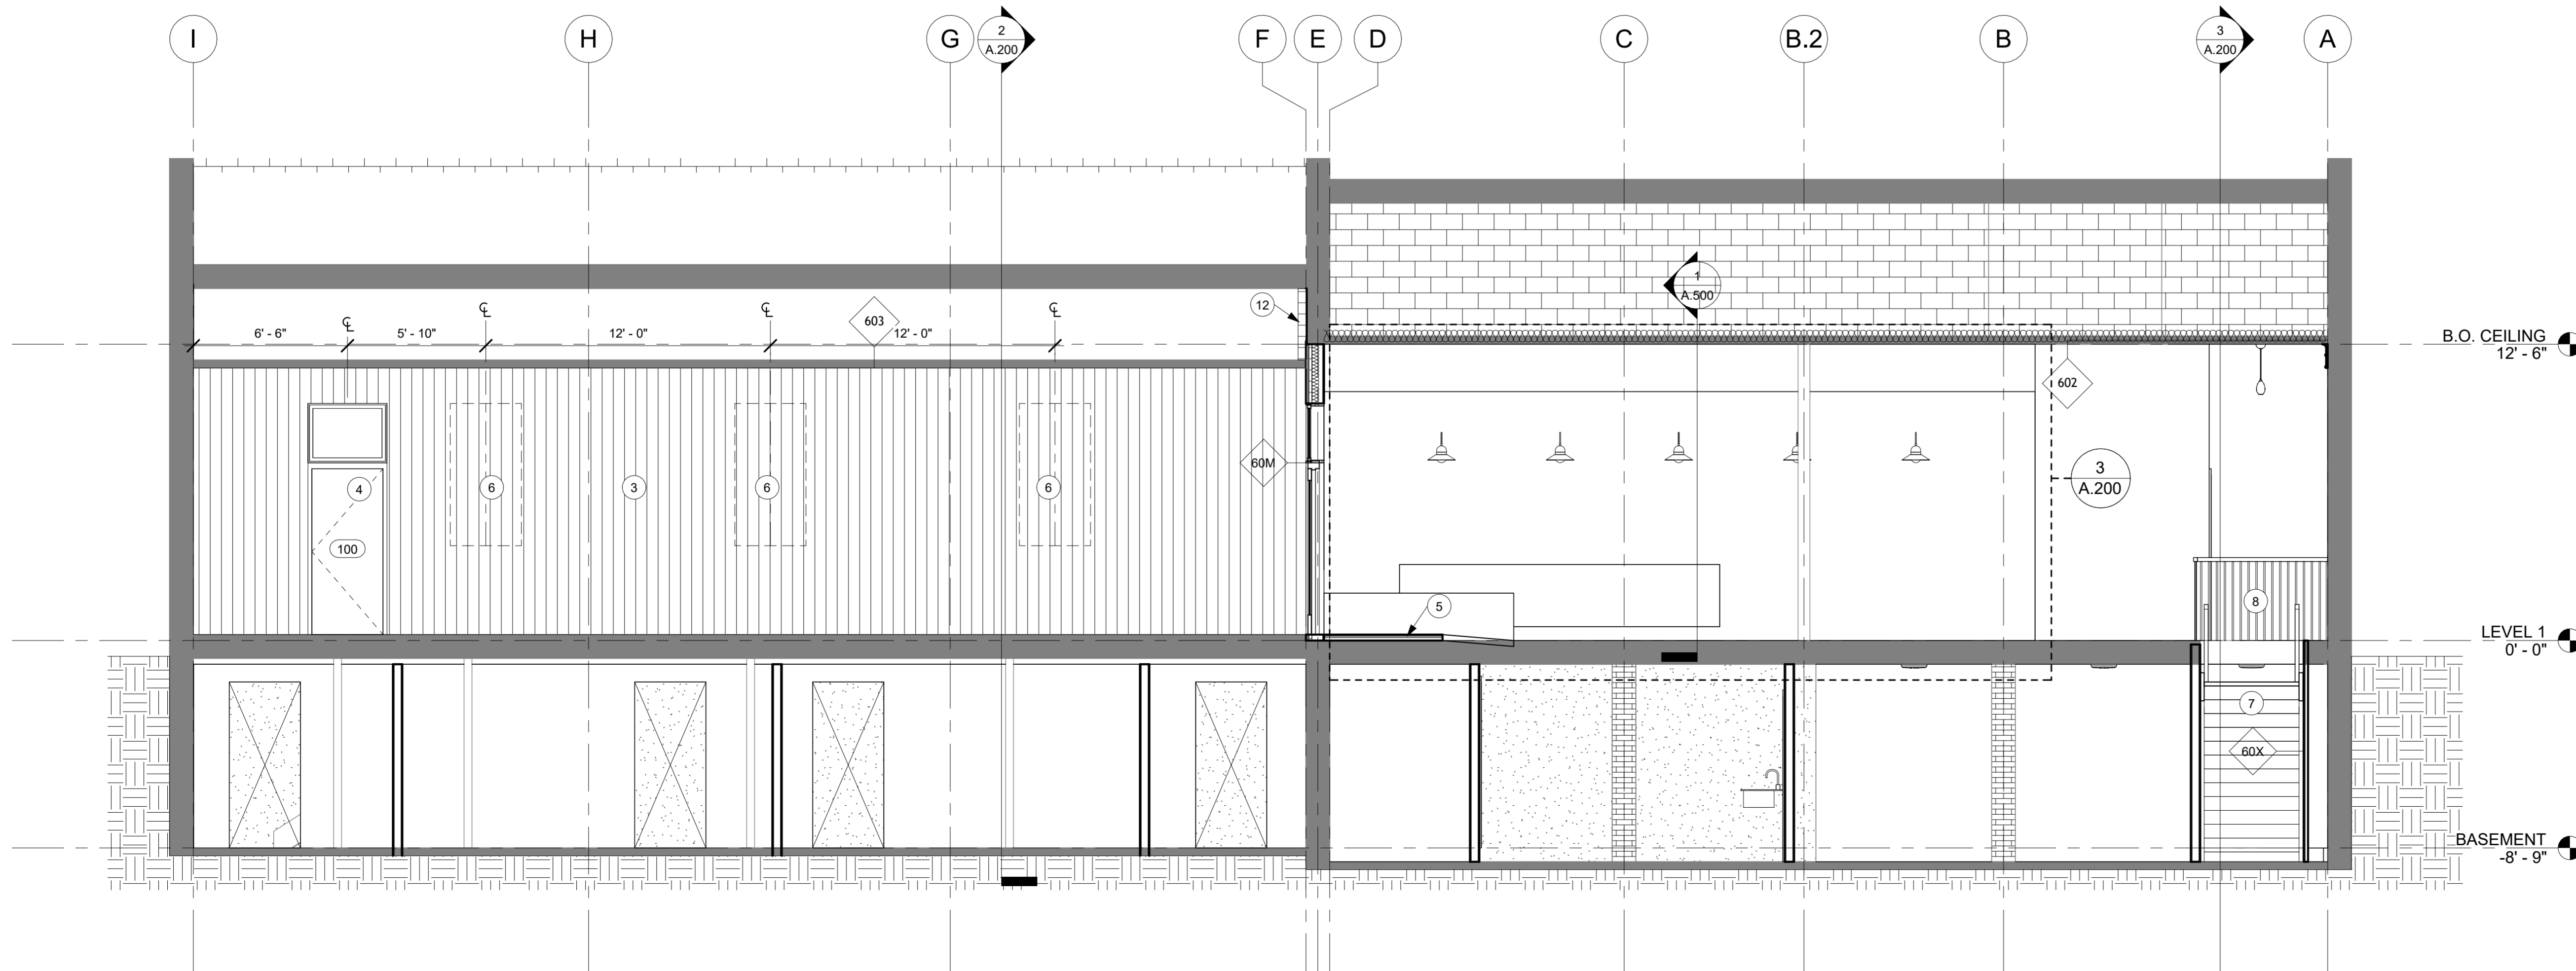 I
H
G
2
A.200
F
E
D
C
B.2
B
3
A.200
A
1
A.500
12
603
6' - 6"
5' - 10"
12' - 0"
12' - 0"
B.O. CEILING
12' - 6"
602
60M
3
A.200
4
6
3
6
6
100
5
8
LEVEL 1
0' - 0"
7
60X
BASEMENT
-8' - 9"